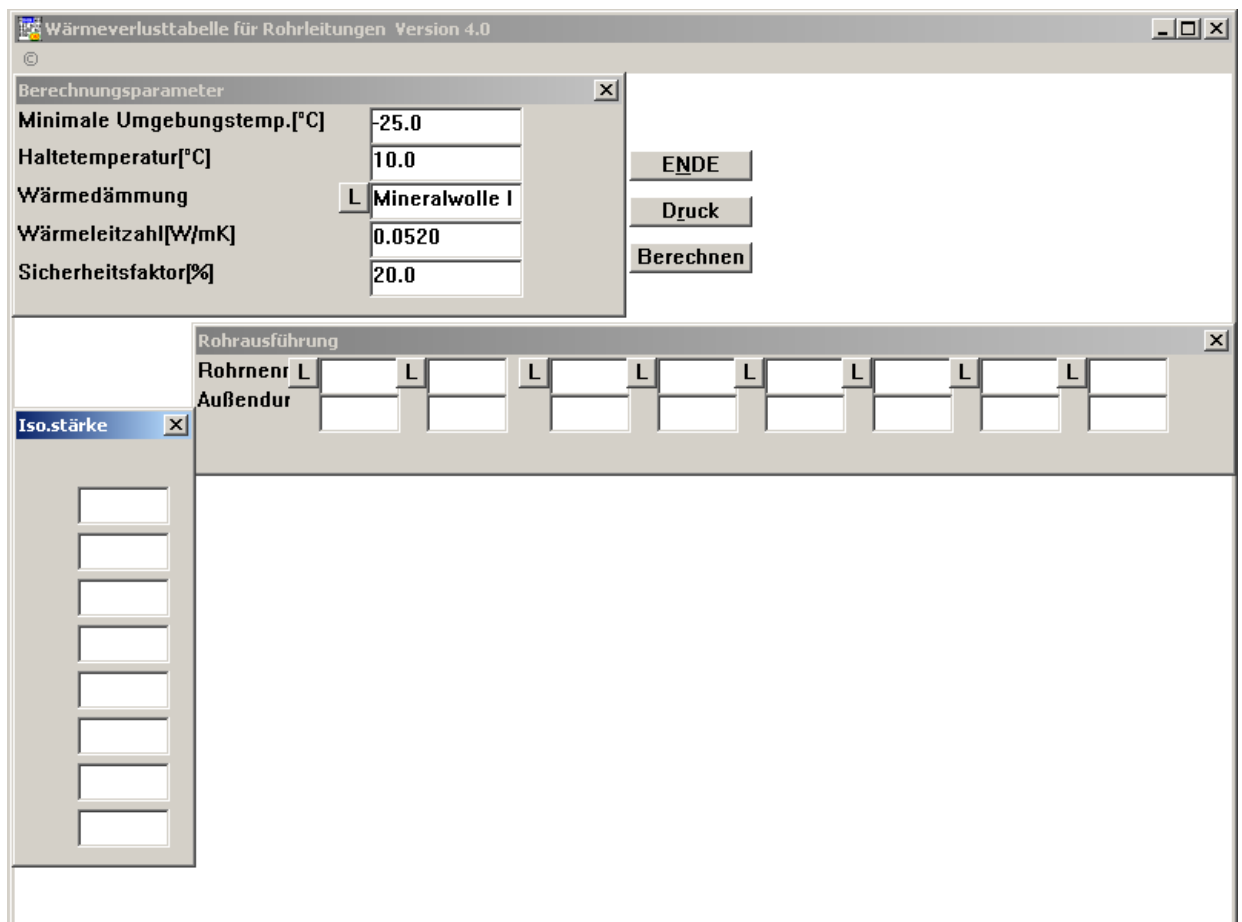 Wärmeverlusttabelle für Rohrleitungen Version 4.0
©
Berechnungsparameter
Minimale Umgebungstemp.[°C] -25.0
Haltetemperatur[°C] 10.0
ENDE
Wärmedämmung L Mineralwolle I
Druck
Wärmeleitzahl[W/mK] 0.0520
Berechnen
Sicherheitsfaktor[%] 20.0
Rohrausführung
Rohrnenr L L L L L L L L
Außendur
Iso.stärke